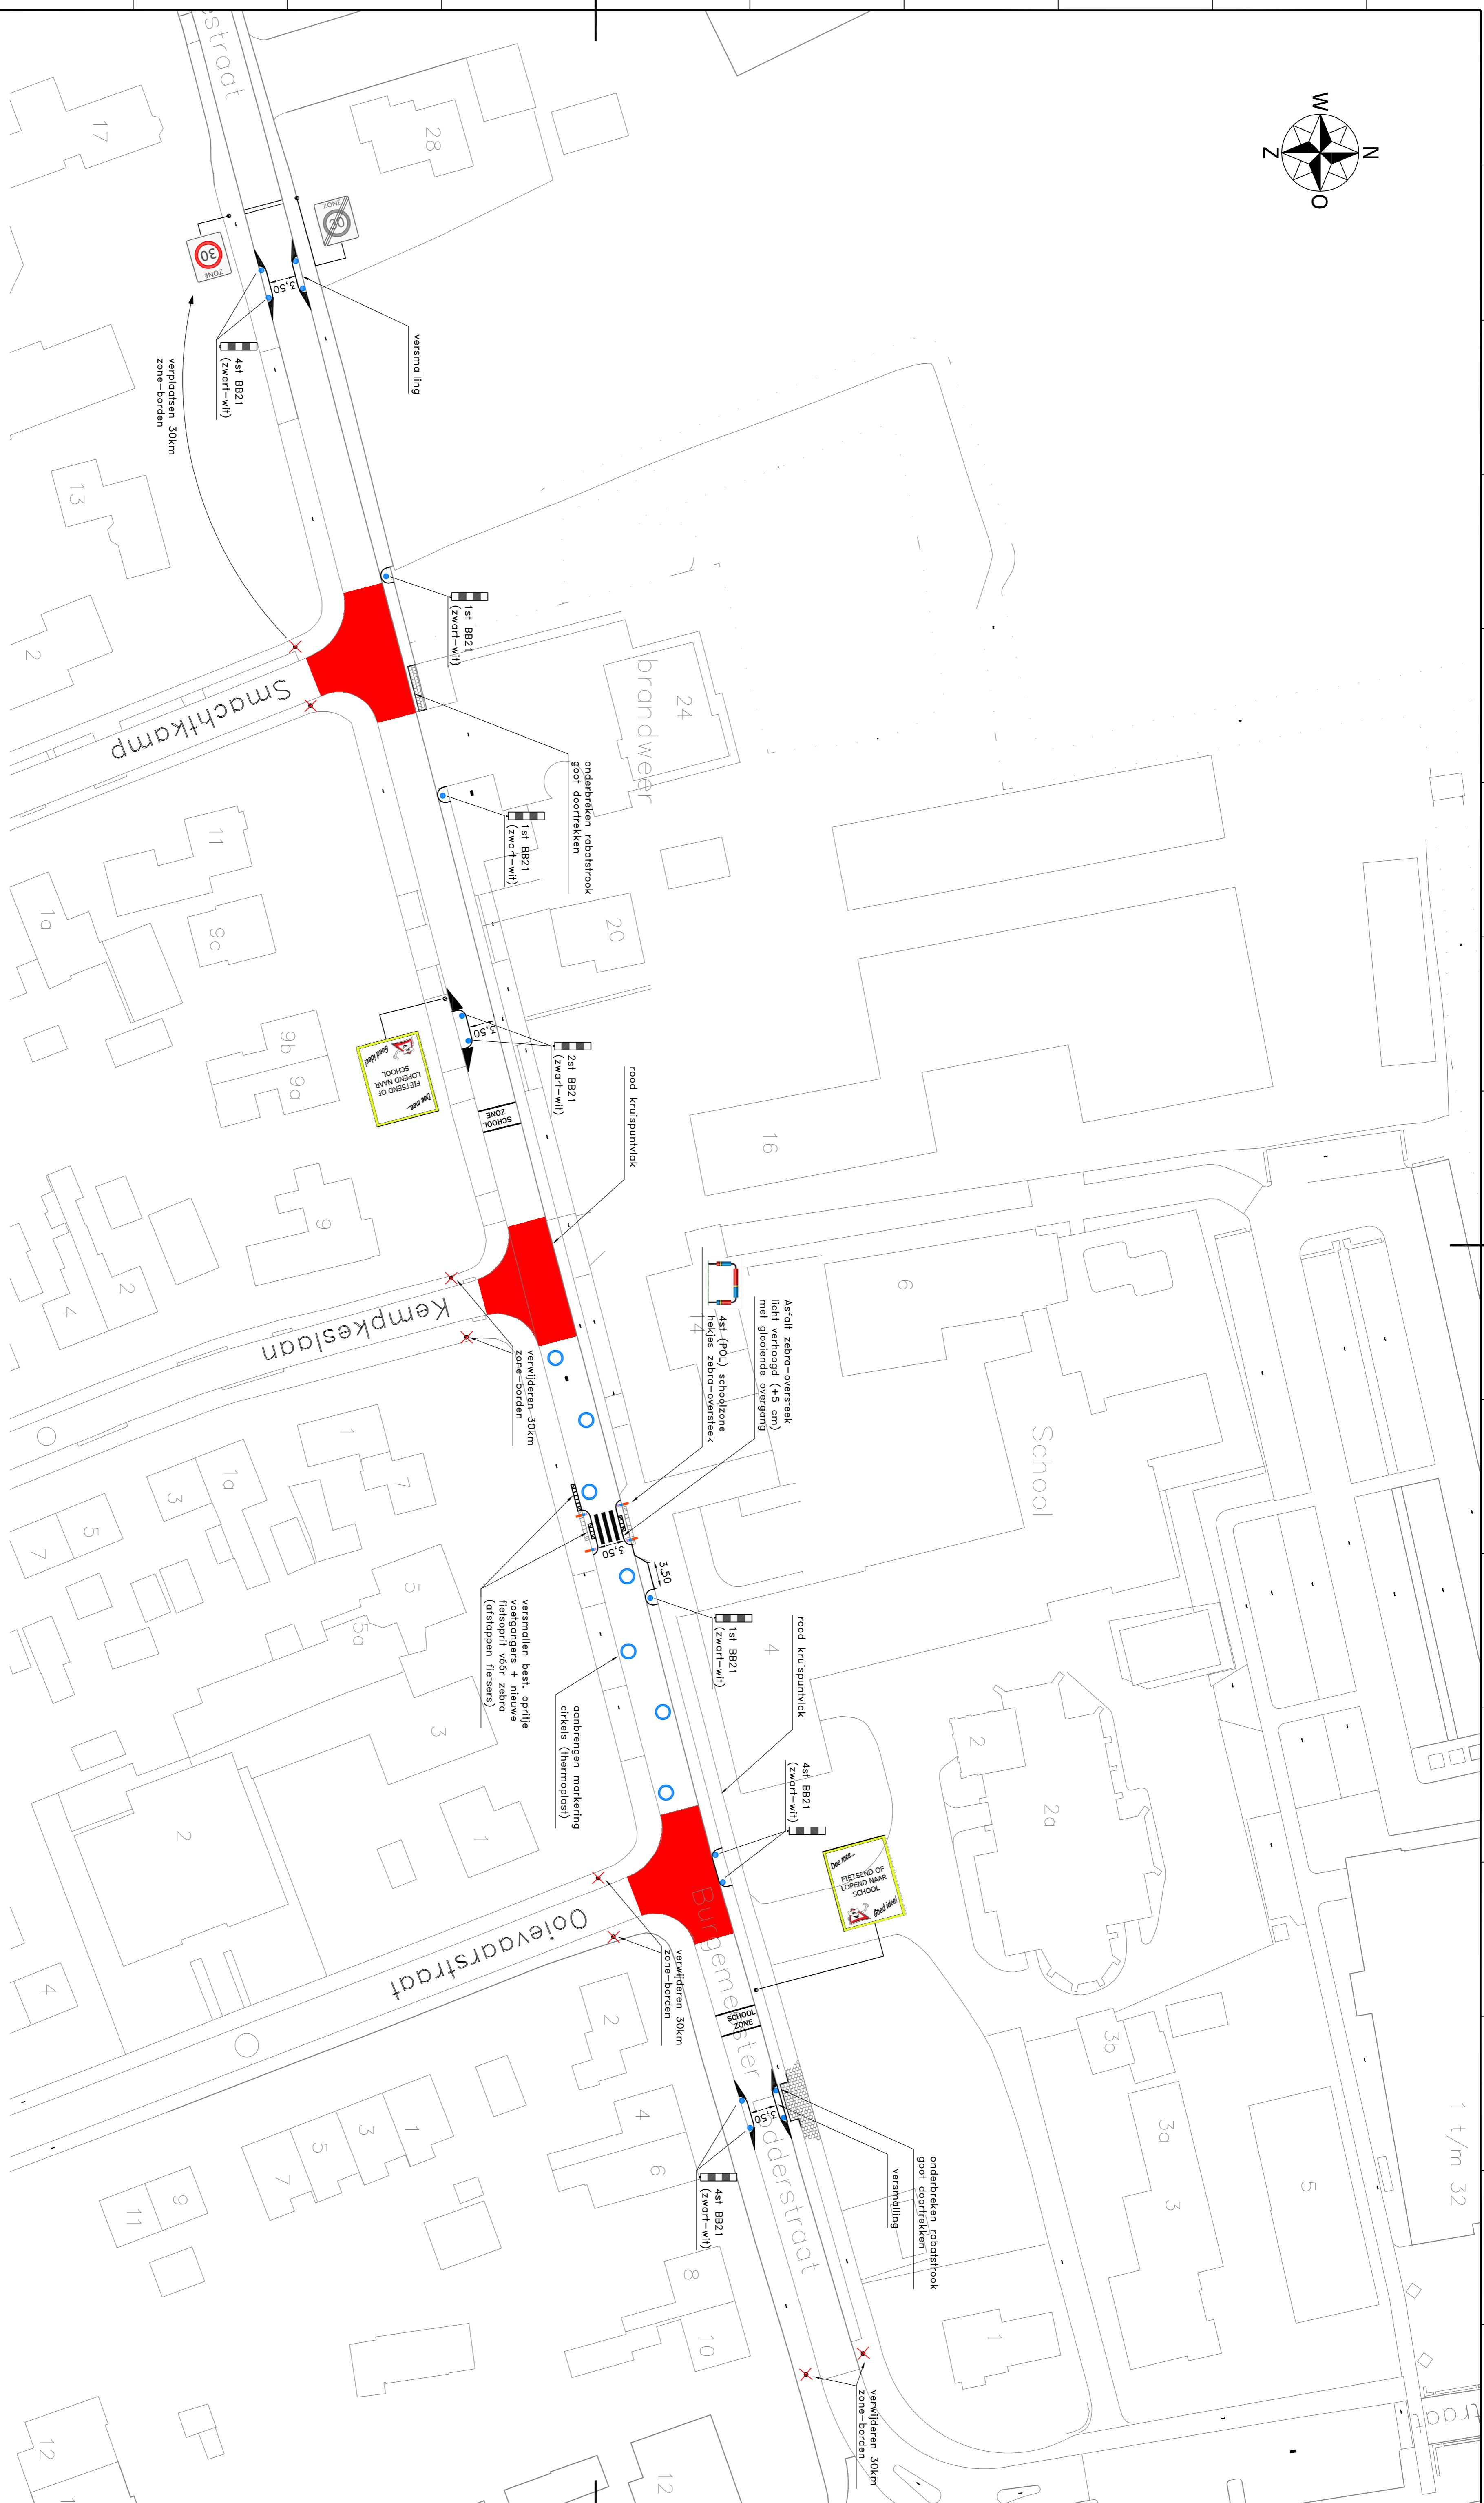 W
N
Z
O
straat
17
28
ZONE
30
30
ZONE
3,50
versmalling
4st BB21
(zwart-wit)
verplaatsen 30km
zone-borden
13
2
1st BB21
(zwart-wit)
Smachtkamp
brandweer
24
onderbreken rabatstrook
goot doortrekken
1st BB21
(zwart-wit)
11
1a
9c
20
9b
9a
3,50
2st BB21
(zwart-wit)
Doe mee...
FIETSEND OF
LOPEND NAAR
SCHOOL
Goed idee!
SCHOOL
ZONE
rood kruispuntvlak
16
9
2
4
Kempkeslaan
verwijderen 30km
zone-borden
6
14
4st (POL) schoolzone
hekjes zebra-oversteek
Asfalt zebra-oversteek
licht verhoogd (+5 cm)
met glooiende overgang
School
1
7
1a
3
5
7
3,50
3,50
1st BB21
(zwart-wit)
4
rood kruispuntvlak
versmallen best. opritje
voetgangers + nieuwe
fietsoprit vóór zebra
(afstappen fietsers)
5
5a
3
aanbrengen markering
cirkels (thermoplast)
2
2a
4st BB21
(zwart-wit)
Doe mee...
FIETSEND OF
LOPEND NAAR
SCHOOL
Goed idee!
1
2
4
Ooievaarstraat
verwijderen 30km
zone-borden
Burgemeester
odderstraat
SCHOOL
ZONE
2
3b
3a
3
5
1 t/m 32
3,50
4
6
1
3
5
7
9
11
4st BB21
(zwart-wit)
versmalling
onderbreken rabatstrook
goot doortrekken
8
10
1
verwijderen 30km
zone-borden
12
12